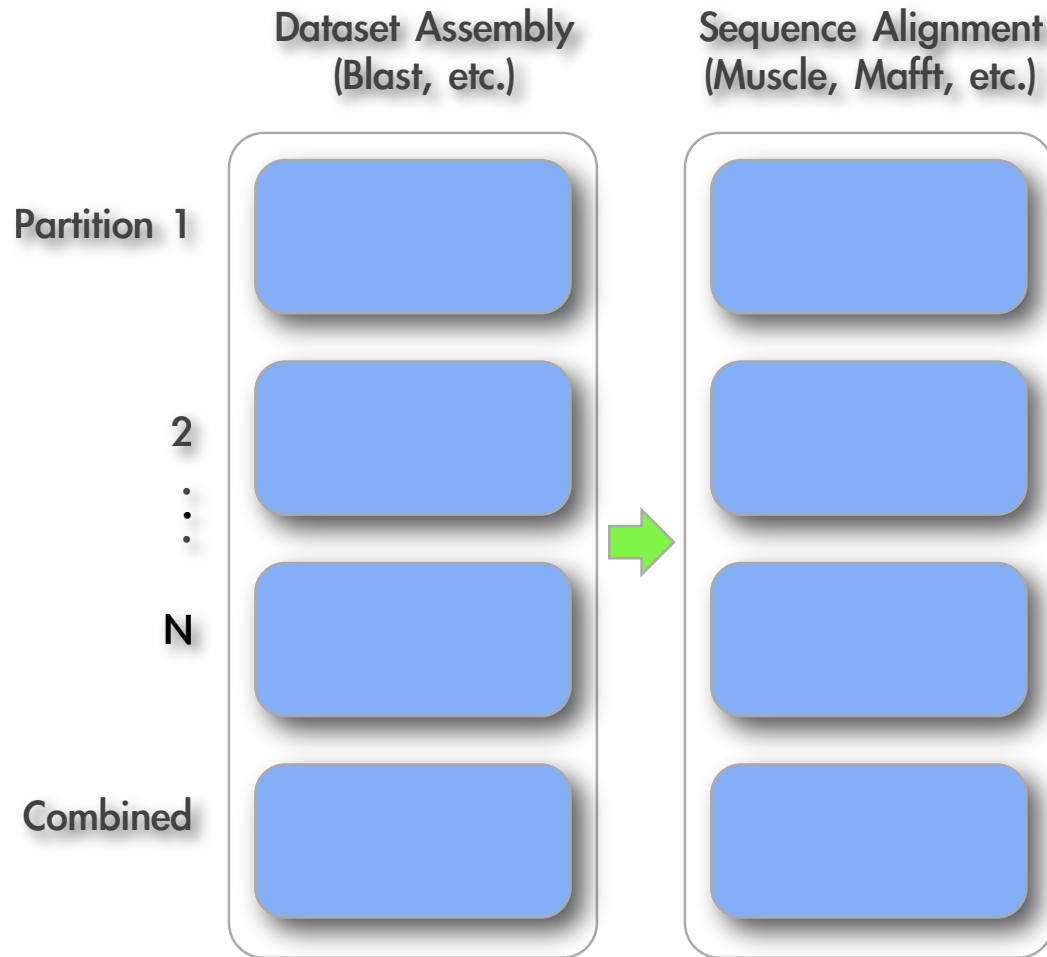 Dataset Assembly
(Blast, etc.)
Sequence Alignment
(Muscle, Mafft, etc.)
Partition 1
2
⋮
N
Combined